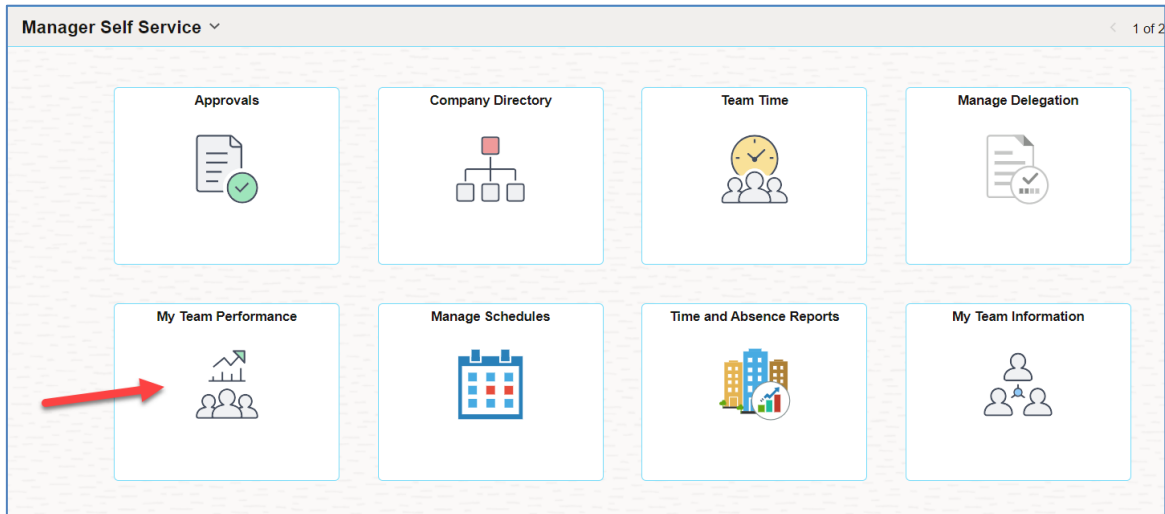 Manager Self Service
1 of 2
Approvals
Company Directory
Team Time
Manage Delegation
My Team Performance
Manage Schedules
Time and Absence Reports
My Team Information